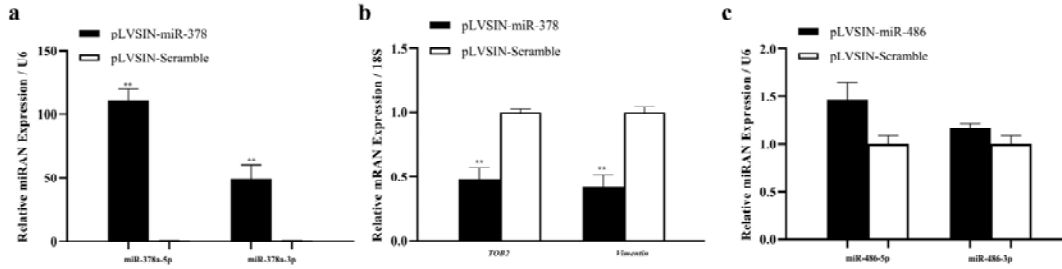 a
pLVSIN-miR-378
pLVSIN-Scramble
Relative miRAN Expression / U6
150
100
50
0
**
**
miR-378a-5p
miR-378a-3p
b
pLVSIN-miR-378
pLVSIN-Scramble
Relative mRAN Expression / 18S
1.5
1.0
0.5
0.0
**
**
TOB2
Vimentin
c
pLVSIN-miR-486
pLVSIN-Scramble
Relative miRAN Expression / U6
2.0
1.5
1.0
0.5
0.0
miR-486-5p
miR-486-3p